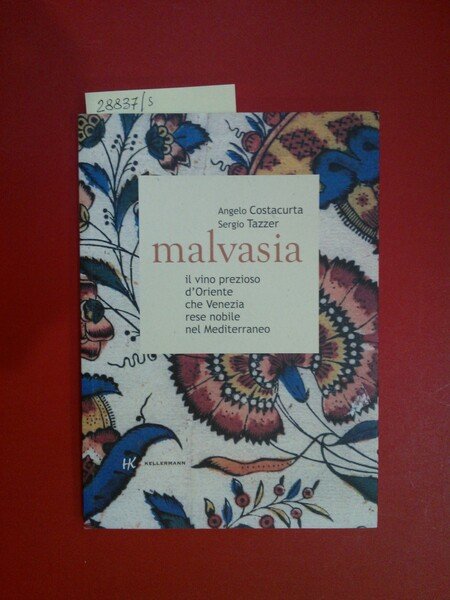 28837/s
Angelo Costacurta
Sergio Tazzer
malvasia
il vino prezioso
d'Oriente
che Venezia
rese nobile
nel Mediterraneo
HK KELLERMANN